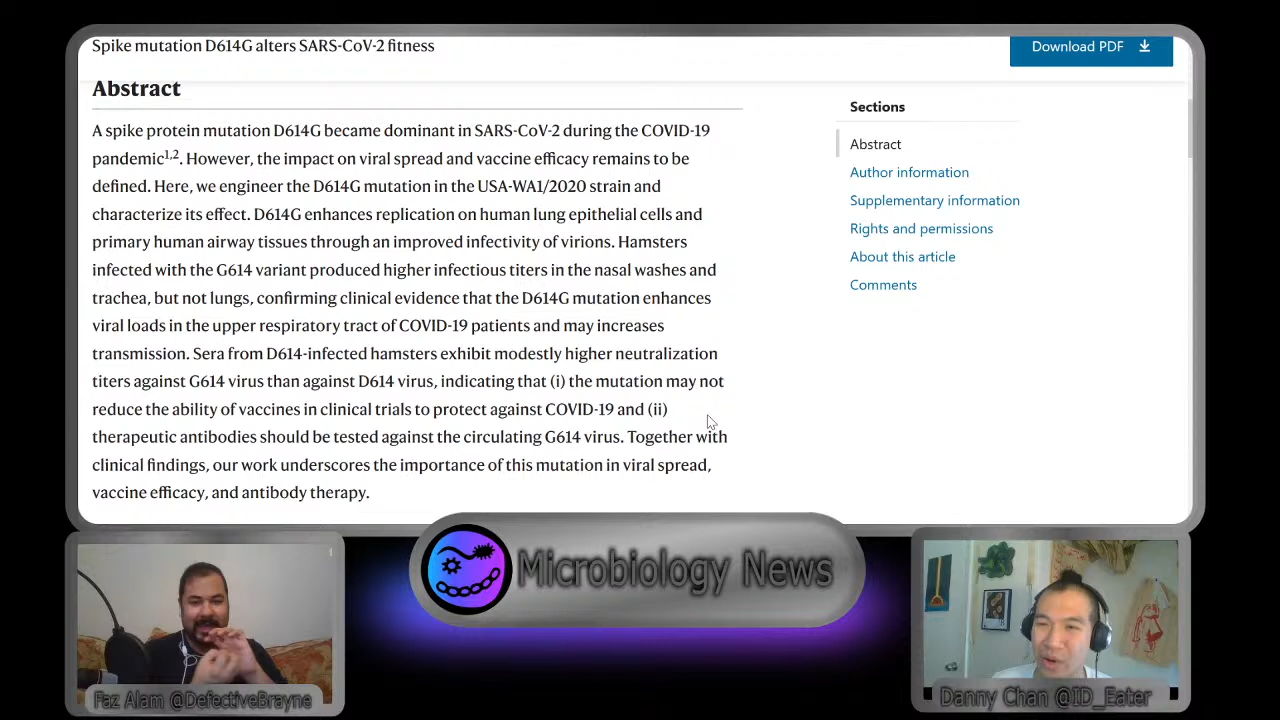 Spike mutation D614G alters SARS-CoV-2 fitness
Download PDF
Abstract
A spike protein mutation D614G became dominant in SARS-CoV-2 during the COVID-19
pandemic1,2. However, the impact on viral spread and vaccine efficacy remains to be
defined. Here, we engineer the D614G mutation in the USA-WA1/2020 strain and
characterize its effect. D614G enhances replication on human lung epithelial cells and
primary human airway tissues through an improved infectivity of virions. Hamsters
infected with the G614 variant produced higher infectious titers in the nasal washes and
trachea, but not lungs, confirming clinical evidence that the D614G mutation enhances
viral loads in the upper respiratory tract of COVID-19 patients and may increases
transmission. Sera from D614-infected hamsters exhibit modestly higher neutralization
titers against G614 virus than against D614 virus, indicating that (i) the mutation may not
reduce the ability of vaccines in clinical trials to protect against COVID-19 and (ii)
therapeutic antibodies should be tested against the circulating G614 virus. Together with
clinical findings, our work underscores the importance of this mutation in viral spread,
vaccine efficacy, and antibody therapy.
Sections
Abstract
Author information
Supplementary information
Rights and permissions
About this article
Comments
Microbiology News
Faz Alam @DefectiveBrayne
Danny Chan @ID_Eater